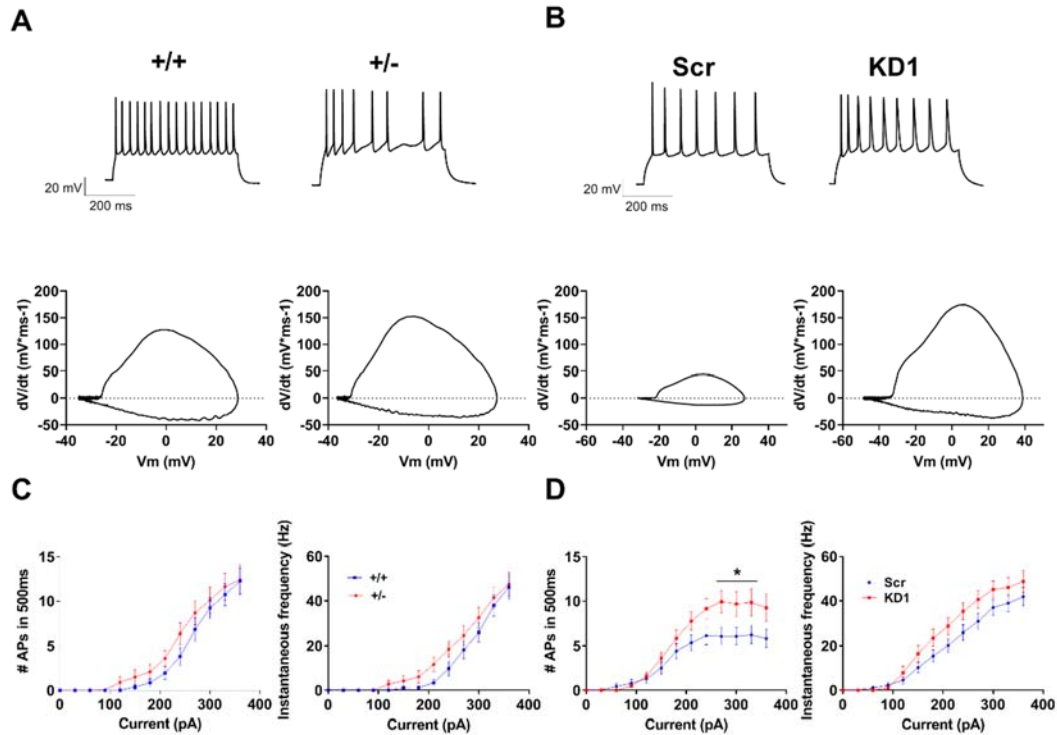 A
B
+/+
+/-
Scr
KD1
20 mV
200 ms
20 mV
200 ms
dV/dt (mV*ms-1)
200
150
100
50
0
-50
-40 -20 0 20 40
Vm (mV)
dV/dt (mV*ms-1)
200
150
100
50
0
-50
-40 -20 0 20 40
Vm (mV)
dV/dt (mV*ms-1)
200
150
100
50
0
-50
-60 -40 -20 0 20 40
Vm (mV)
dV/dt (mV*ms-1)
200
150
100
50
0
-50
-60 -40 -20 0 20 40
Vm (mV)
C
D
# APs in 500ms
15
10
5
0
0 100 200 300 400
Current (pA)
Instantaneous frequency (Hz)
60
40
20
0
+/+
+/-
0 100 200 300 400
Current (pA)
# APs in 500ms
15
10
5
0
*
0 100 200 300 400
Current (pA)
Instantaneous frequency (Hz)
60
40
20
0
Scr
KD1
0 100 200 300 400
Current (pA)